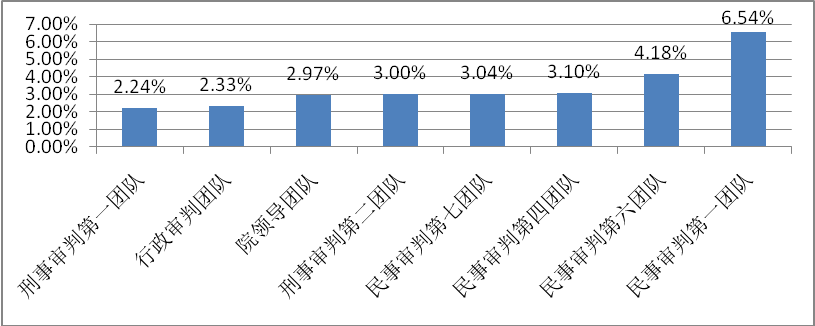 7.00%
6.00%
5.00%
4.00%
3.00%
2.00%
1.00%
0.00%
2.24%
2.33%
2.97%
3.00%
3.04%
3.10%
4.18%
6.54%
刑事审判第一团队
行政审判团队
院领导团队
刑事审判第二团队
民事审判第七团队
民事审判第四团队
民事审判第六团队
民事审判第一团队